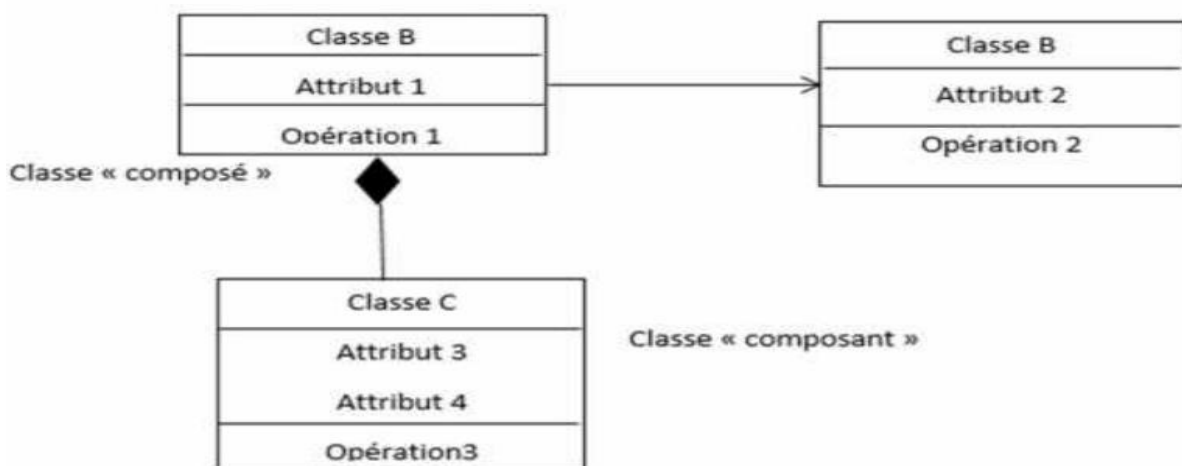 Classe B
Attribut 1
Opération 1
Classe B
Attribut 2
Opération 2
Classe « composé »
Classe C
Attribut 3
Attribut 4
Opération3
Classe « composant »